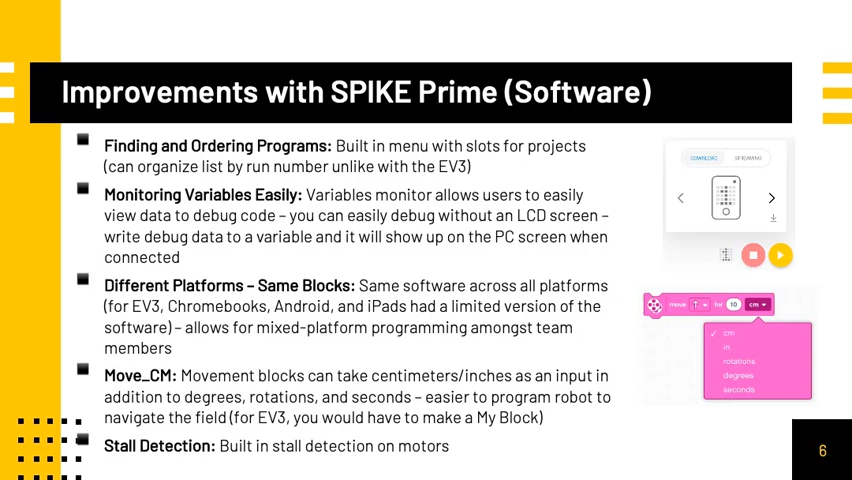 Improvements with SPIKE Prime (Software)
Finding and Ordering Programs: Built in menu with slots for projects
(can organize list by run number unlike with the EV3)
Monitoring Variables Easily: Variables monitor allows users to easily
view data to debug code – you can easily debug without an LCD screen –
write debug data to a variable and it will show up on the PC screen when
connected
Different Platforms – Same Blocks: Same software across all platforms
(for EV3, Chromebooks, Android, and iPads had a limited version of the
software) – allows for mixed-platform programming amongst team
members
Move_CM: Movement blocks can take centimeters/inches as an input in
addition to degrees, rotations, and seconds – easier to program robot to
navigate the field (for EV3, you would have to make a My Block)
Stall Detection: Built in stall detection on motors
DOWNLOAD STREAMING
move for 10 cm
cm
in
rotations
degrees
seconds
6